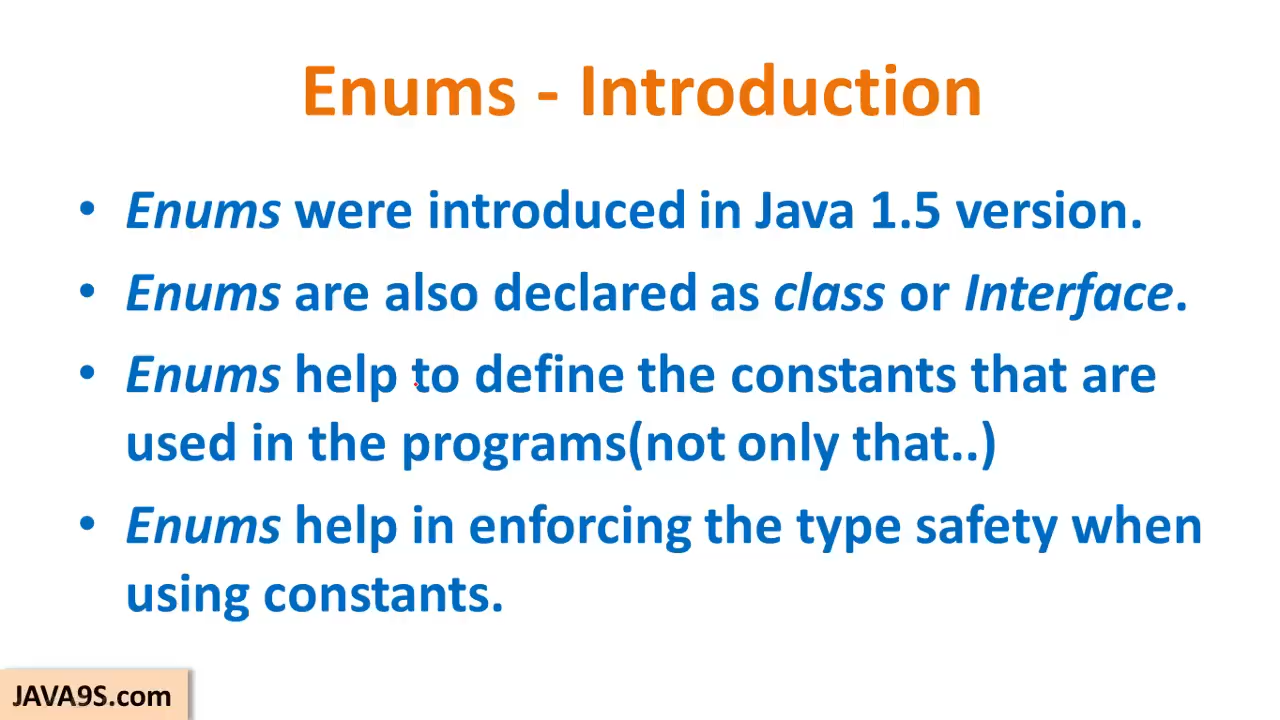 Enums - Introduction
• Enums were introduced in Java 1.5 version.
• Enums are also declared as class or Interface.
• Enums help to define the constants that are
used in the programs(not only that..)
• Enums help in enforcing the type safety when
using constants.
JAVA9S.com